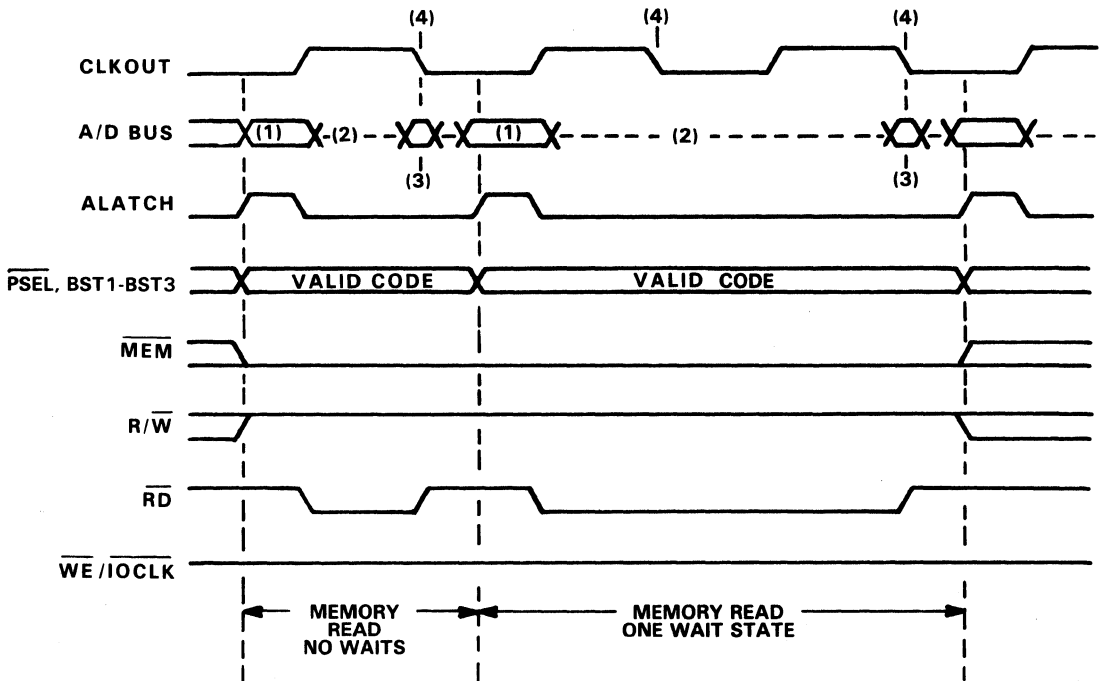 (4) (4) (4)
CLKOUT
A/D BUS (1) (2) (1) (2)
(3) (3)
ALATCH
PSEL, BST1-BST3 VALID CODE VALID CODE
MEM
R/W
RD
WE/IOCLK
MEMORY READ NO WAITS
MEMORY READ ONE WAIT STATE